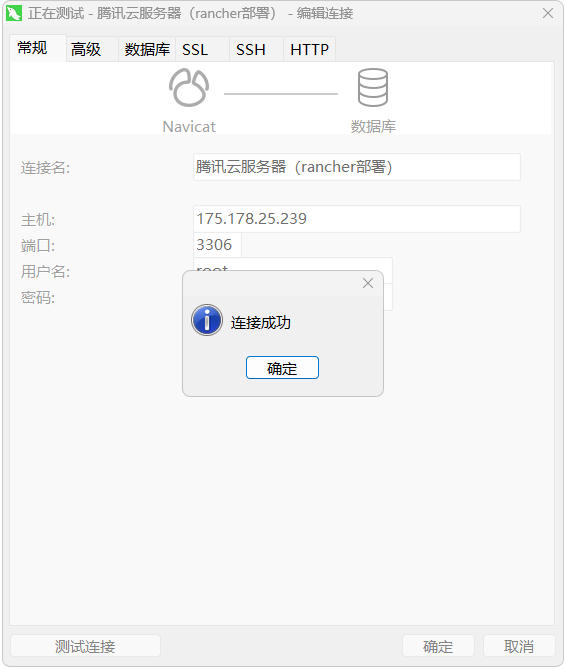 正在测试 - 腾讯云服务器（rancher部署） - 编辑连接
常规 高级 数据库 SSL SSH HTTP
Navicat 数据库
连接名: 腾讯云服务器（rancher部署）
主机: 175.178.25.239
端口: 3306
用户名: root
密码:
连接成功
确定
测试连接 确定 取消